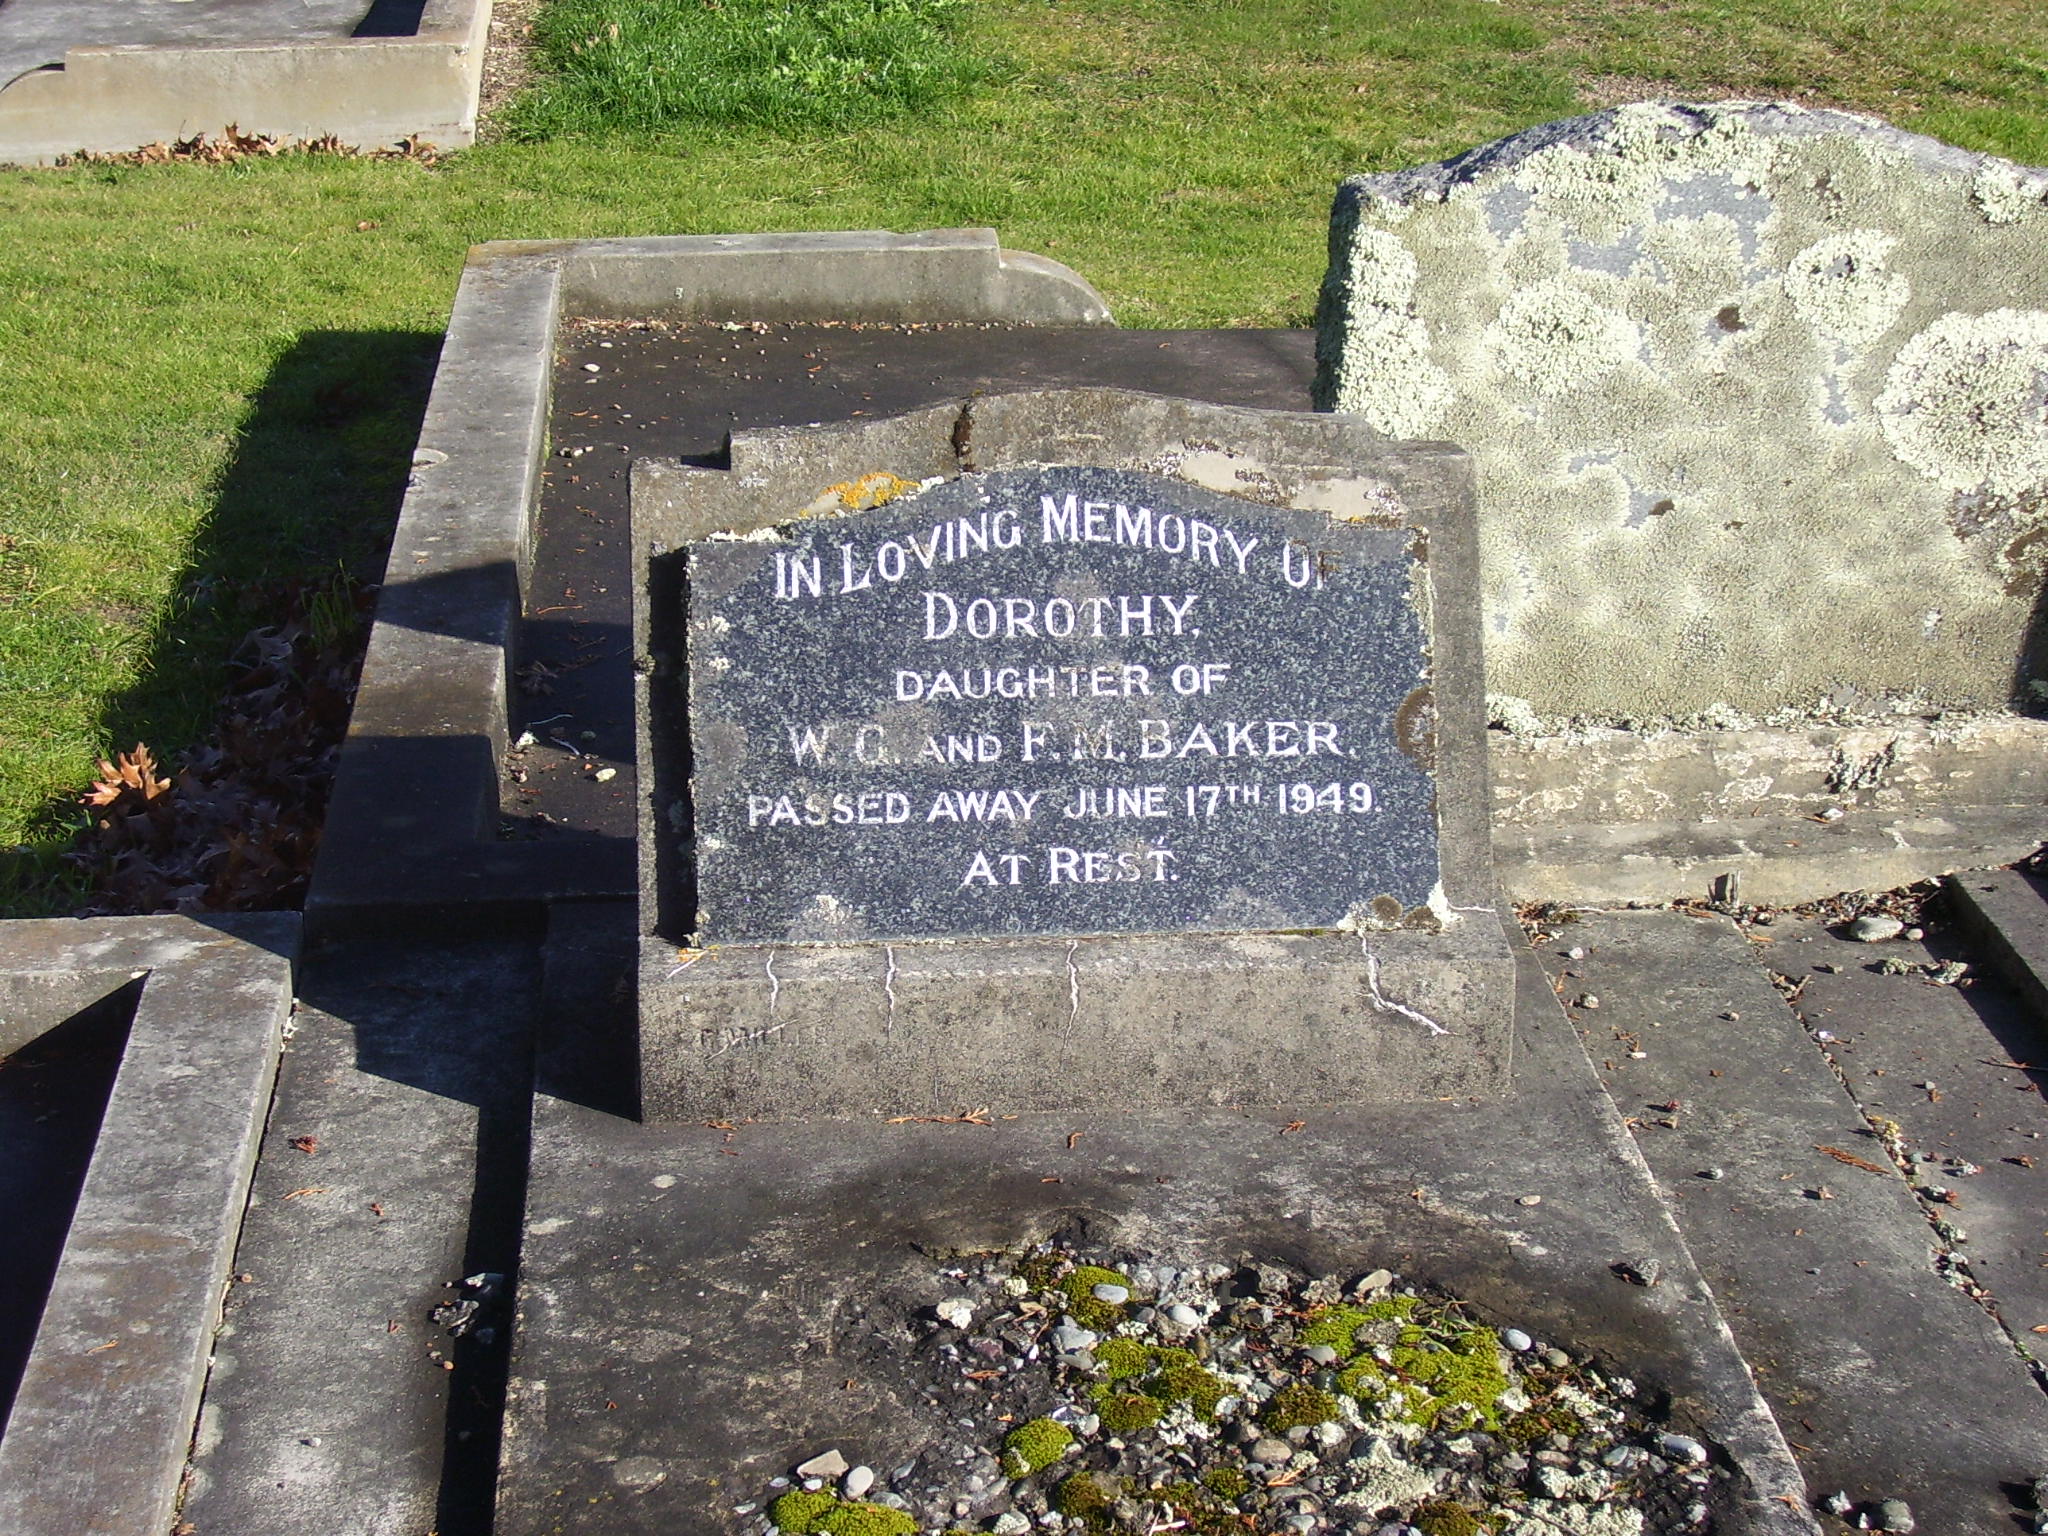 IN LOVING MEMORY OF
DOROTHY.
DAUGHTER OF
W. G. AND F. M. BAKER.
PASSED AWAY JUNE 17TH 1949.
AT REST.